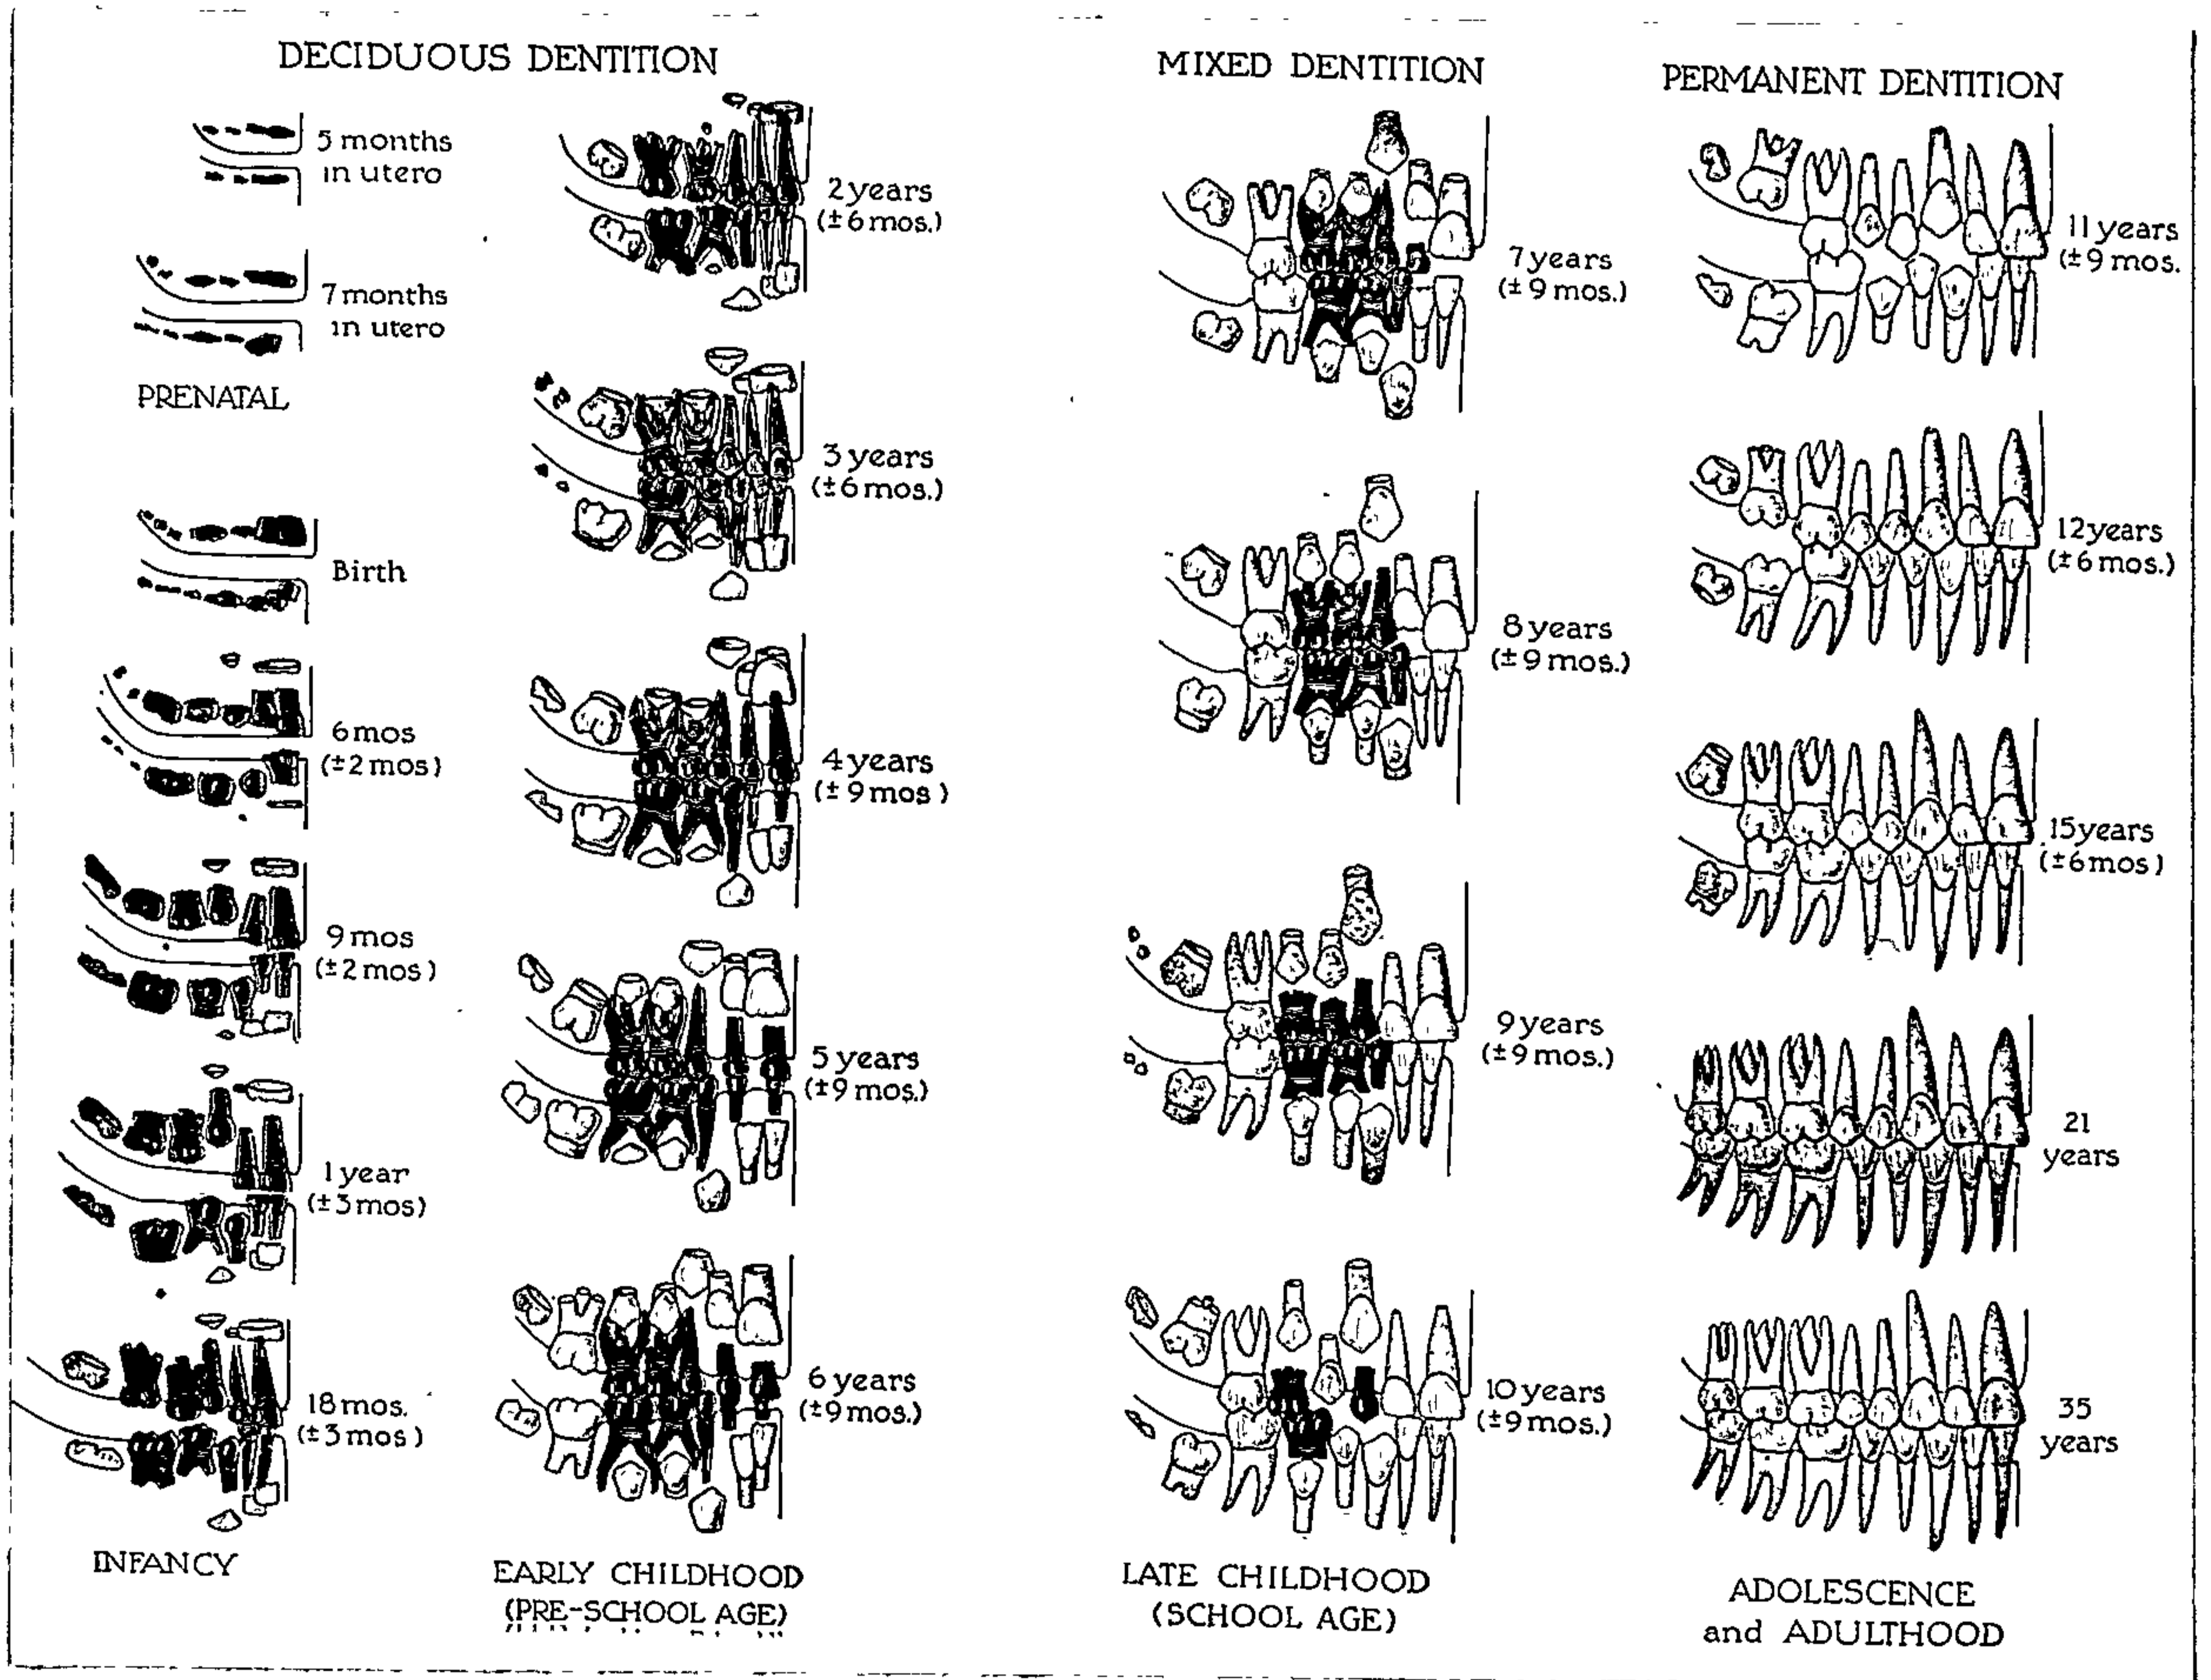 DECIDUOUS DENTITION
5 months
in utero
7 months
in utero
PRENATAL
Birth
6 mos
(±2 mos)
9 mos
(±2 mos)
1 year
(±3 mos)
18 mos.
(±3 mos)
INFANCY
2 years
(±6 mos.)
3 years
(±6 mos.)
4 years
(±9 mos)
5 years
(±9 mos.)
6 years
(±9 mos.)
EARLY CHILDHOOD
(PRE-SCHOOL AGE)
MIXED DENTITION
7 years
(±9 mos.)
8 years
(±9 mos.)
9 years
(±9 mos.)
10 years
(±9 mos.)
LATE CHILDHOOD
(SCHOOL AGE)
PERMANENT DENTITION
11 years
(±9 mos.
12 years
(±6 mos.)
15 years
(±6 mos)
21
years
35
years
ADOLESCENCE
and ADULTHOOD